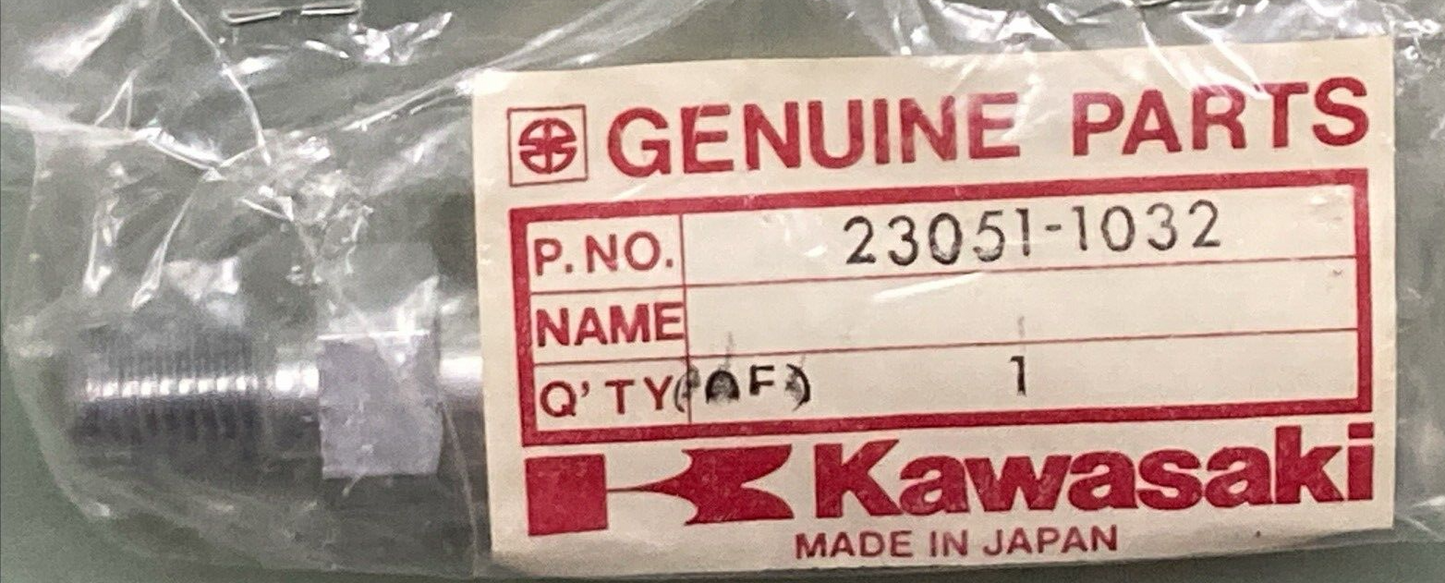 GENUINE PARTS
P.NO. 23051-1032
NAME
Q'TY 1
Kawasaki
MADE IN JAPAN